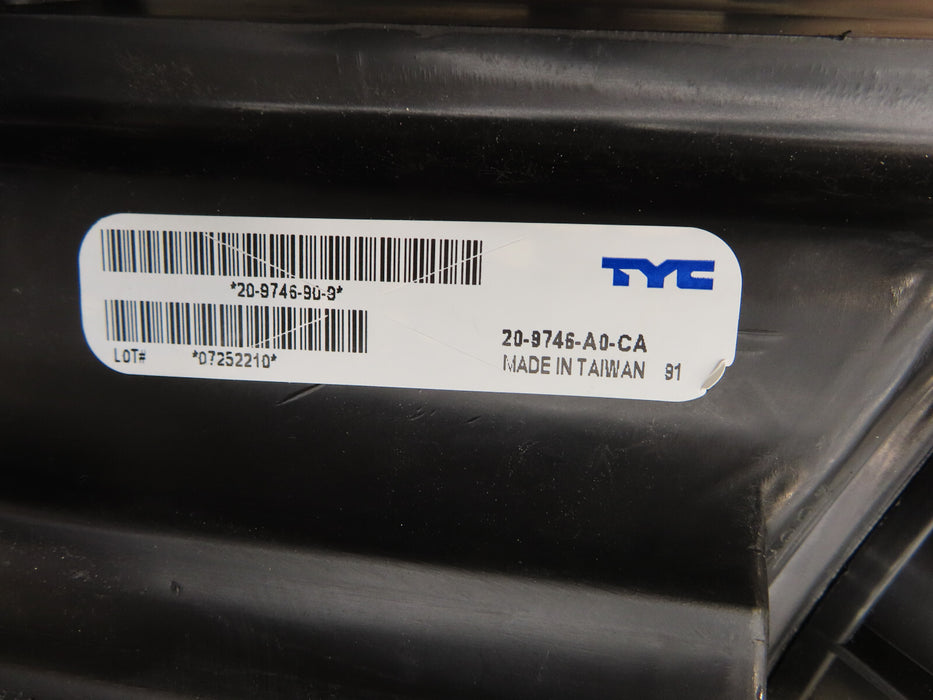 *20-9746-90-9*
LOT# *07252210*
TYC
20-9746-A0-CA
MADE IN TAIWAN 91